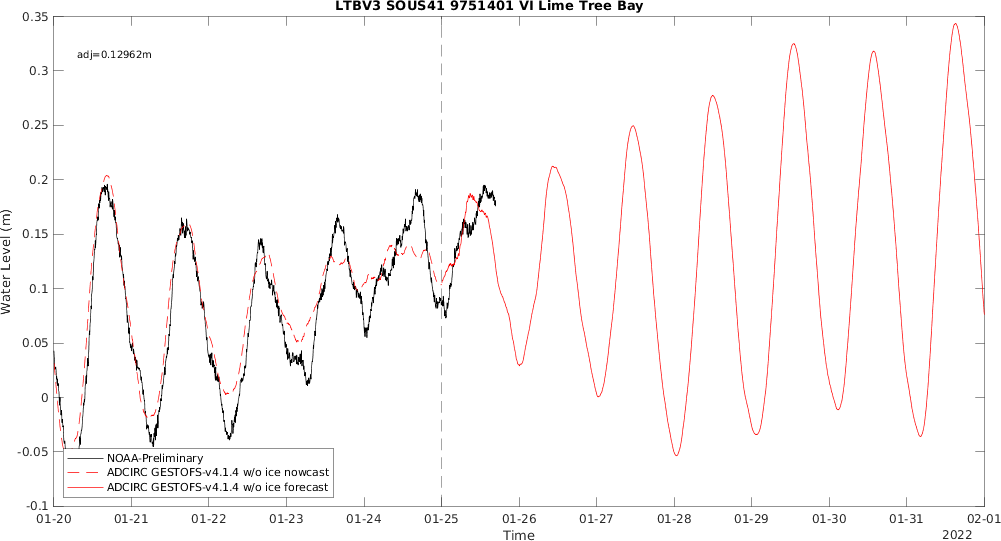 LTBV3 SOUS41 9751401 VI Lime Tree Bay
adj=0.12962m
0.35
0.3
0.25
0.2
0.15
0.1
0.05
0
-0.05
-0.1
Water Level (m)
NOAA-Preliminary
ADCIRC GESTOFS-v4.1.4 w/o ice nowcast
ADCIRC GESTOFS-v4.1.4 w/o ice forecast
01-20 01-21 01-22 01-23 01-24 01-25 01-26 01-27 01-28 01-29 01-30 01-31 02-01
Time
2022